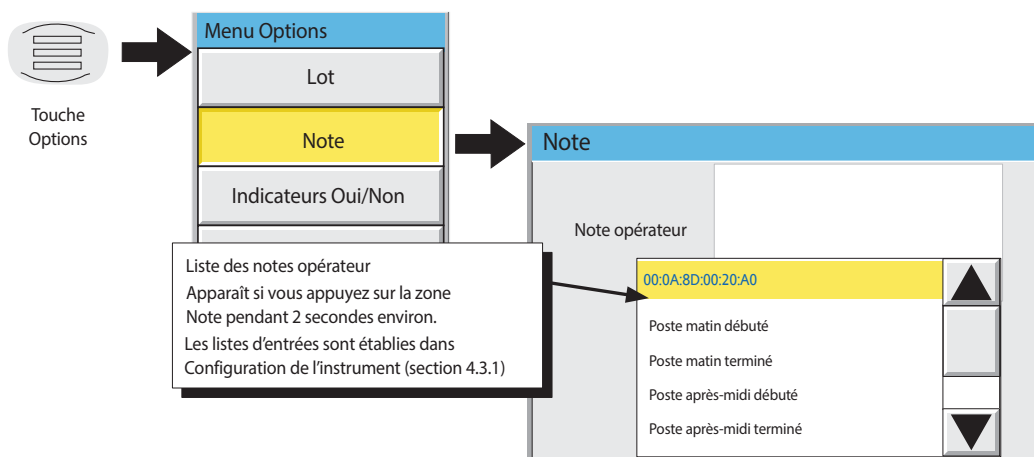 Touche
Options
Menu Options
Lot
Note
Indicateurs Oui/Non
Liste des notes opérateur
Apparaît si vous appuyez sur la zone
Note pendant 2 secondes environ.
Les listes d'entrées sont établies dans
Configuration de l'instrument (section 4.3.1)
Note
Note opérateur
00:0A:8D:00:20:A0
Poste matin débuté
Poste matin terminé
Poste après-midi débuté
Poste après-midi terminé